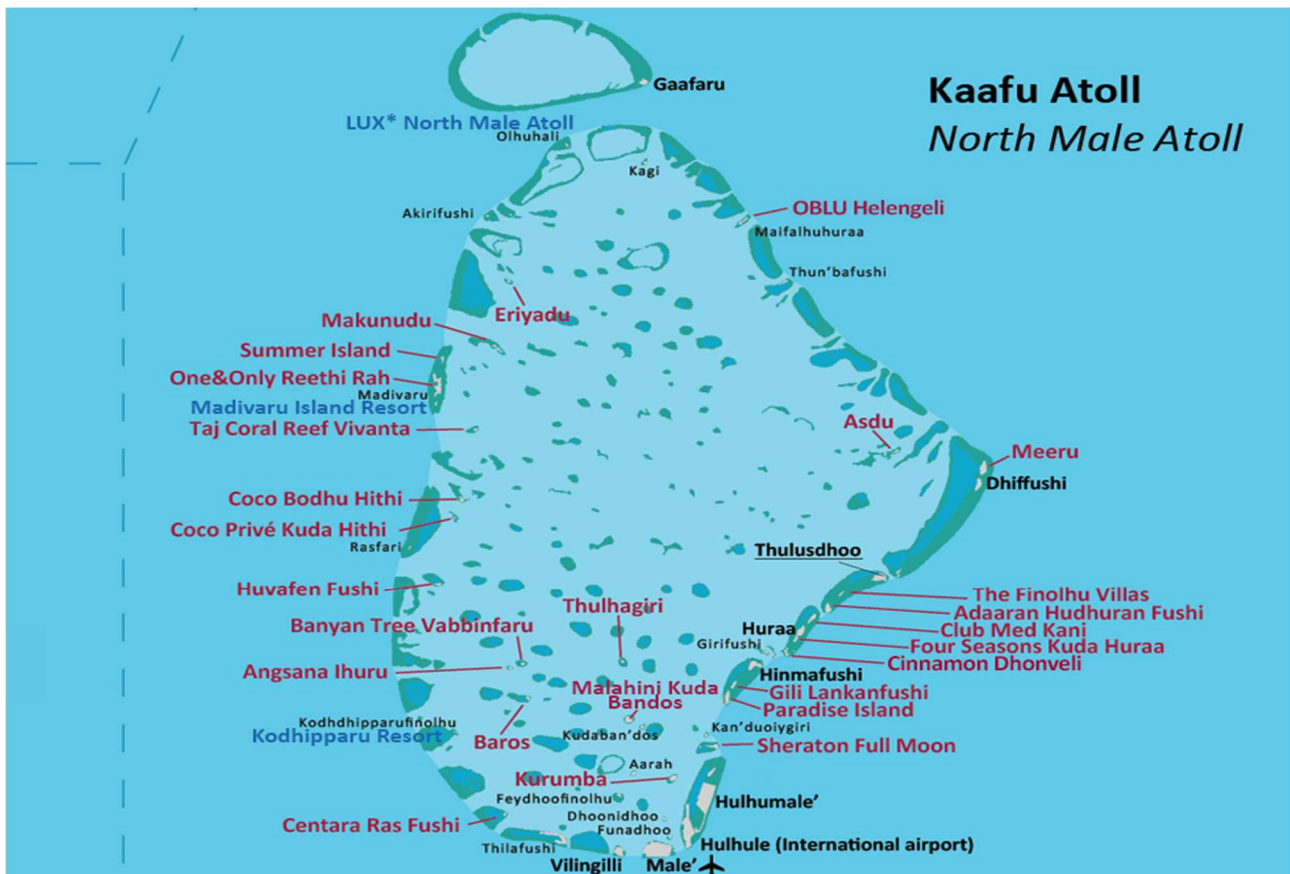 Kaafu Atoll
North Male Atoll
Gaafaru
LUX* North Male Atoll
Olhuhali
Kagi
Akirifushi
OBLU Helengeli
Maifalhuhuraa
Thun'bafushi
Eriyadu
Makunudu
Summer Island
One&Only Reethi Rah
Madivaru
Madivaru Island Resort
Taj Coral Reef Vivanta
Asdu
Meeru
Dhiffushi
Coco Bodhu Hithi
Coco Privé Kuda Hithi
Rasfari
Thulusdhoo
Huvafen Fushi
The Finolhu Villas
Thulhagiri
Adaaran Hudhuran Fushi
Banyan Tree Vabbinfaru
Huraa
Club Med Kani
Girifushi
Four Seasons Kuda Huraa
Cinnamon Dhonveli
Angsana Ihuru
Hinmafushi
Malahini Kuda
Bandos
Gili Lankanfushi
Paradise Island
Kodhdhipparufinolhu
Kodhipparu Resort
Baros
Kudaban'dos
Kan'duoiygiri
Sheraton Full Moon
Aarah
Kurumba
Feydhoofinolhu
Hulhumale'
Centara Ras Fushi
Dhoonidhoo
Funadhoo
Thilafushi
Hulhule (International airport)
Vilingilli
Male'